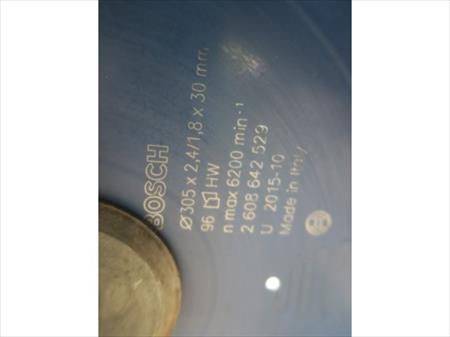 BOSCH
Ø305 x 2,4/1,8 x 30 mm
96 HW
n max 6200 min⁻¹
2 608 642 529
U 2015-10
Made in Italy